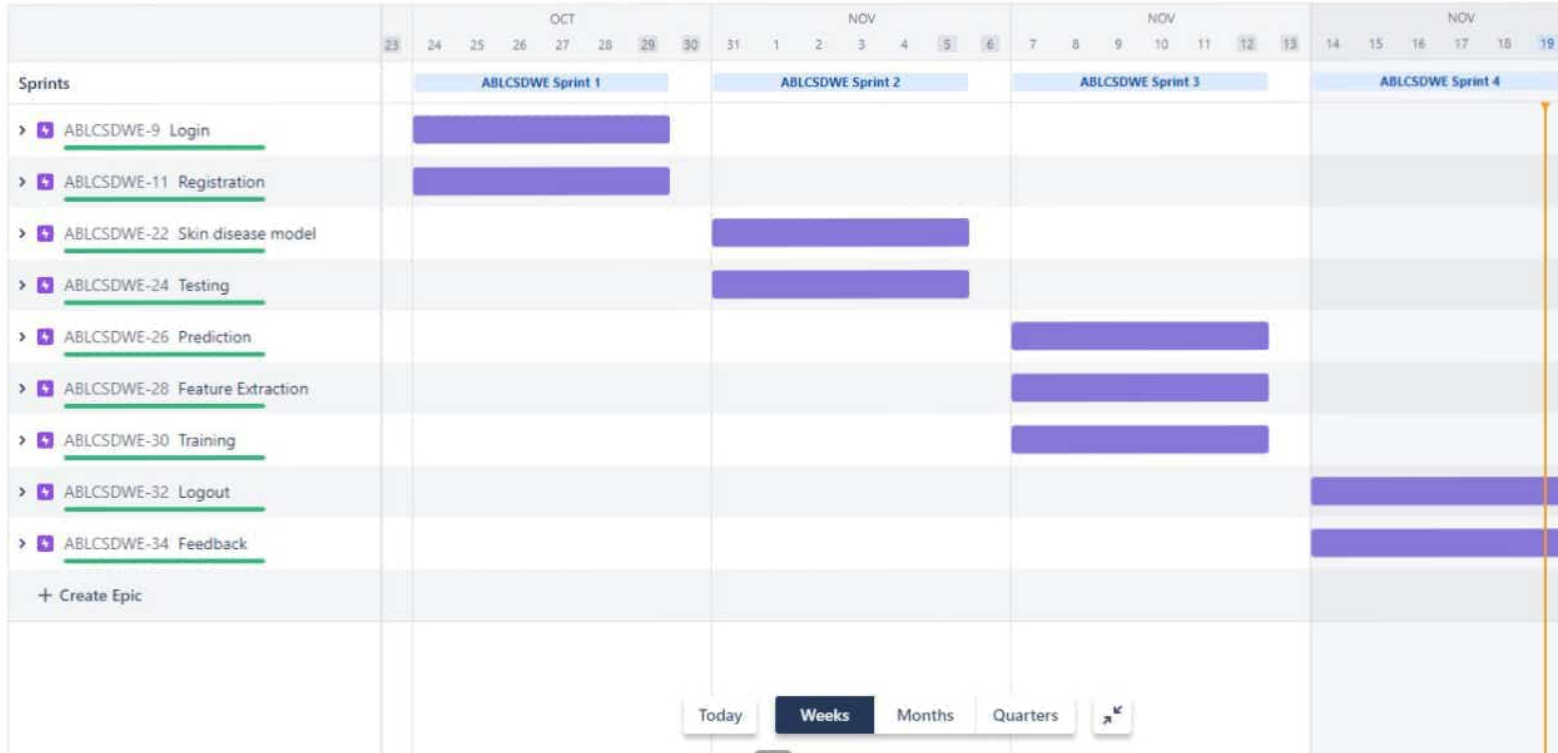 OCT NOV NOV NOV
23 24 25 26 27 28 29 30 31 1 2 3 4 5 6 7 8 9 10 11 12 13 14 15 16 17 18 19
Sprints ABLCSDWE Sprint 1 ABLCSDWE Sprint 2 ABLCSDWE Sprint 3 ABLCSDWE Sprint 4
ABLCSDWE-9 Login
ABLCSDWE-11 Registration
ABLCSDWE-22 Skin disease model
ABLCSDWE-24 Testing
ABLCSDWE-26 Prediction
ABLCSDWE-28 Feature Extraction
ABLCSDWE-30 Training
ABLCSDWE-32 Logout
ABLCSDWE-34 Feedback
+ Create Epic
Today Weeks Months Quarters